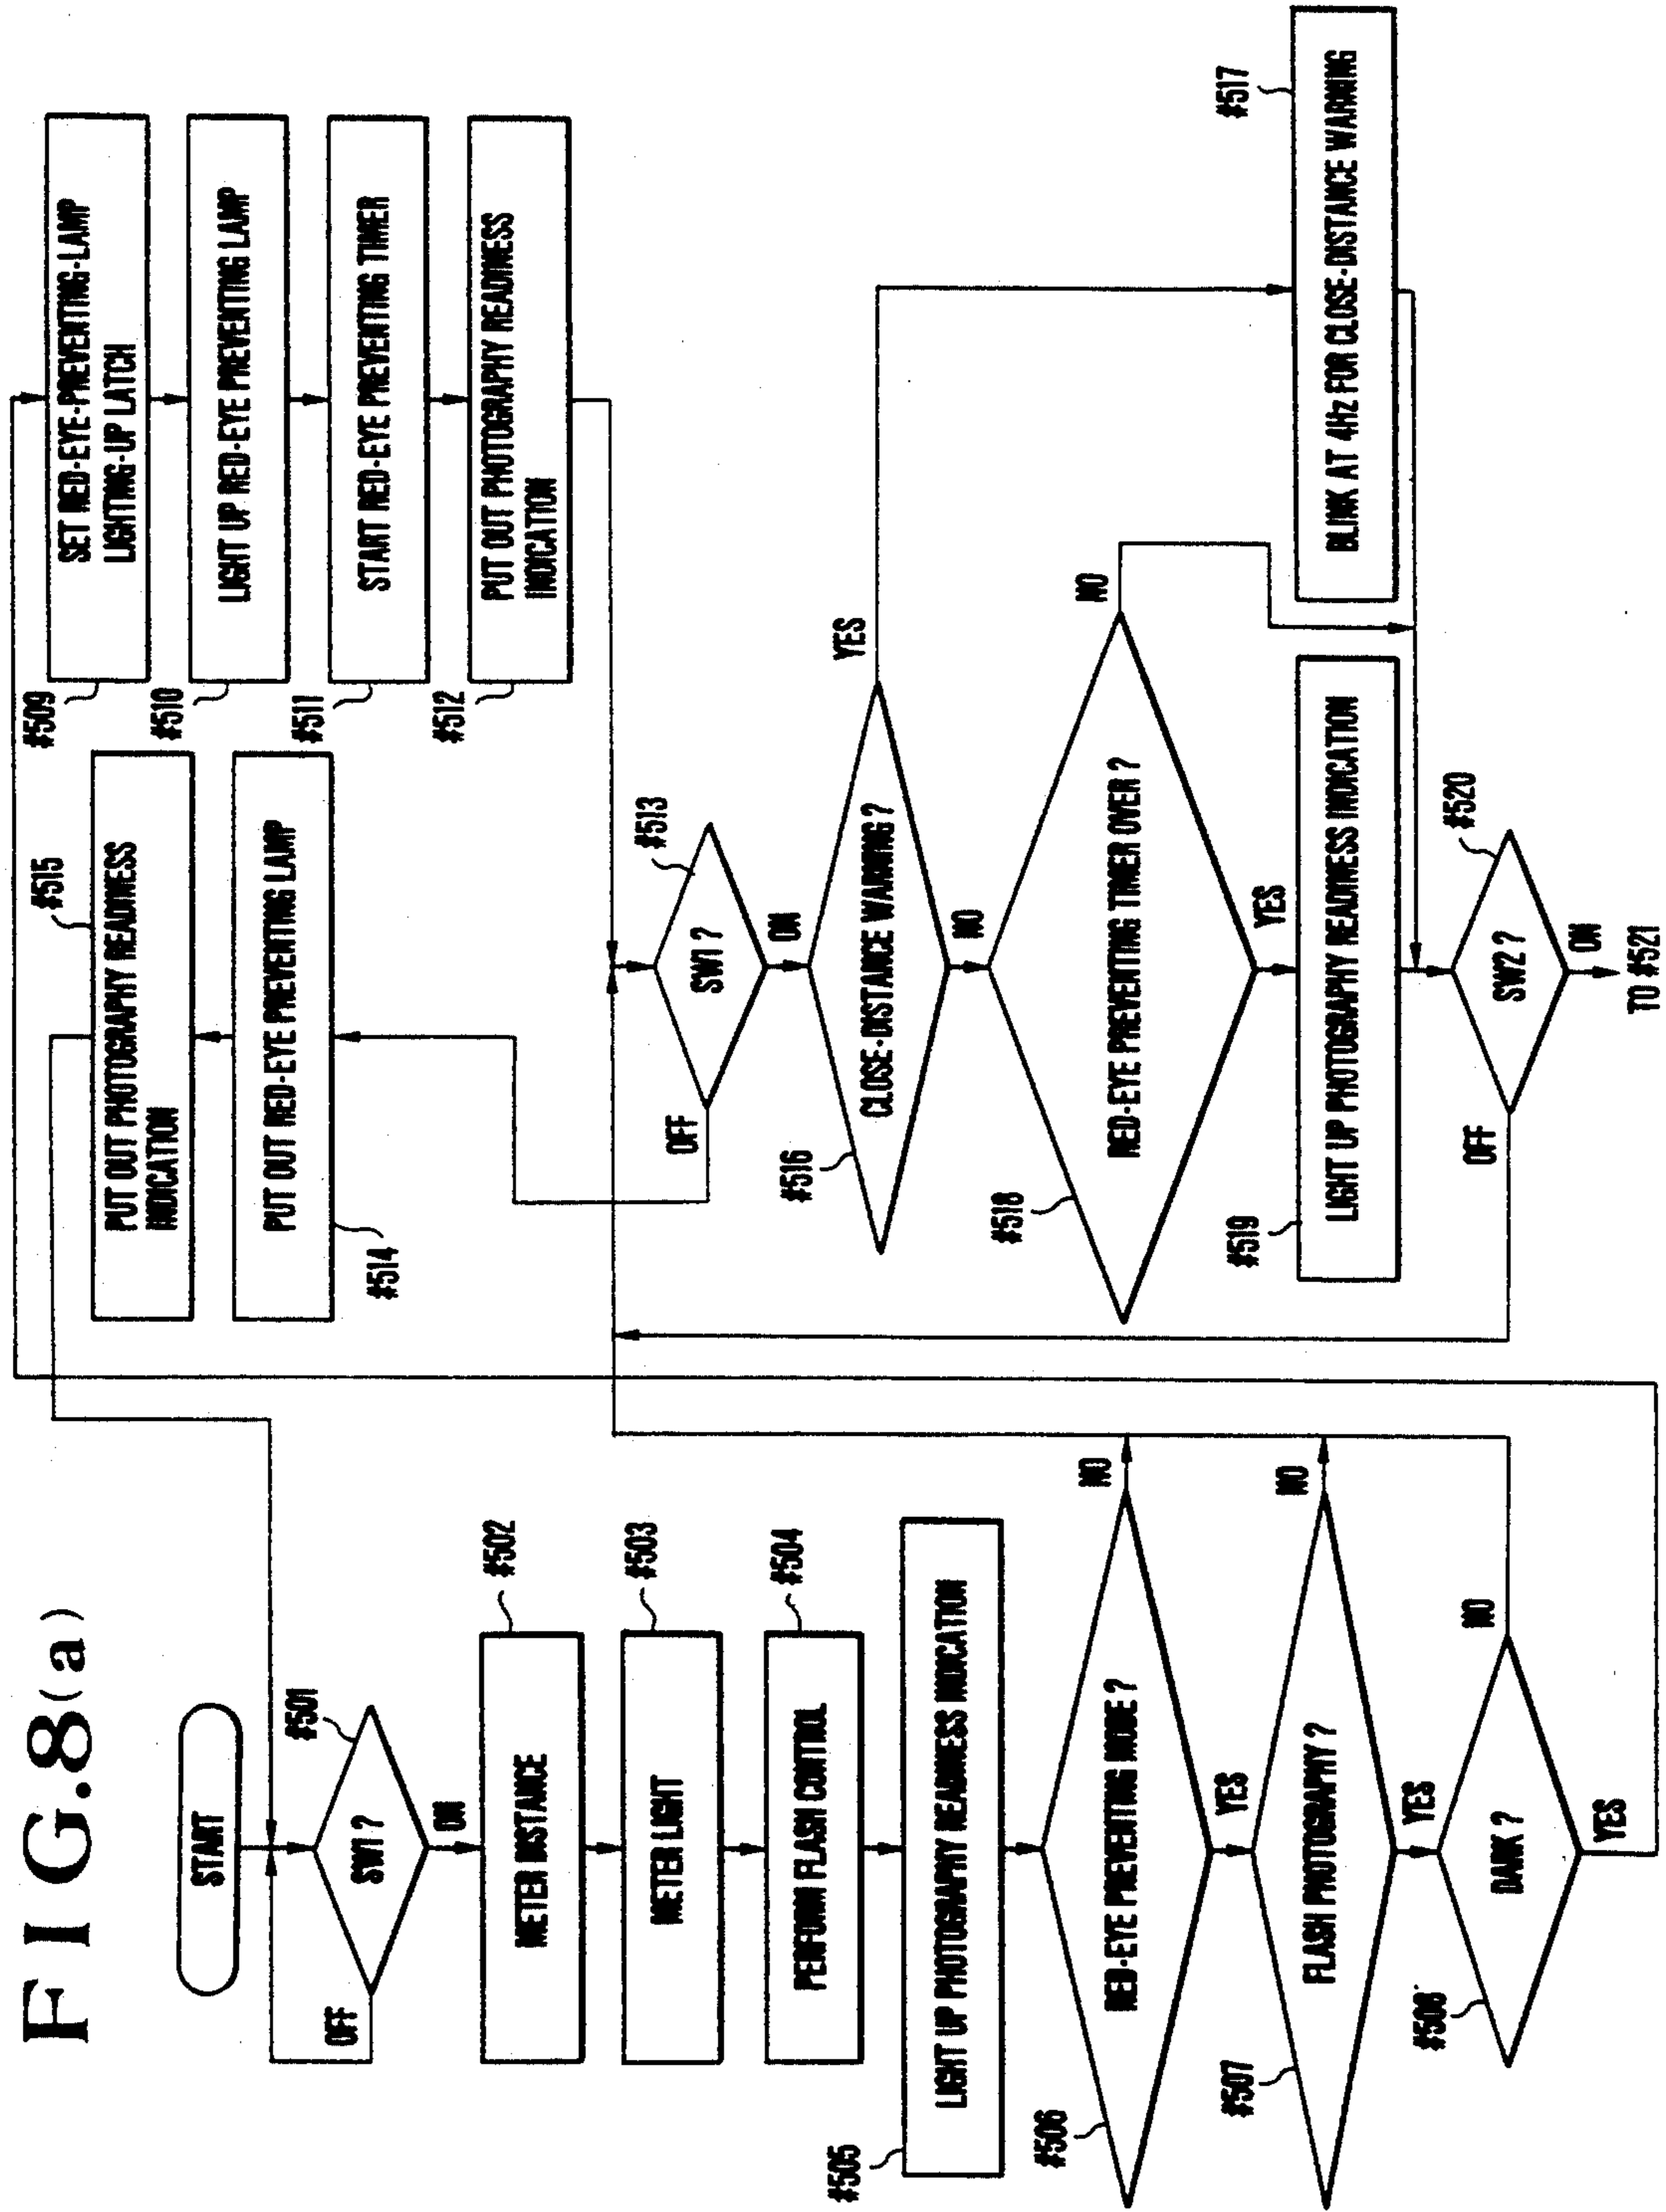 FIG.8(a)
START
#501
SW1 ?
OFF
ON
#502
METER DISTANCE
#503
METER LIGHT
#504
PERFORM FLASH CONTROL
#505
LIGHT UP PHOTOGRAPHY READINESS INDICATION
#506
RED-EYE PREVENTING MODE ?
NO
YES
#507
FLASH PHOTOGRAPHY ?
NO
YES
#508
DARK ?
NO
YES
#515
PUT OUT PHOTOGRAPHY READINESS
INDICATION
PUT OUT RED-EYE PREVENTING LAMP
#514
#509
SET RED-EYE-PREVENTING-LAMP
LIGHTING-UP LATCH
#510
LIGHT UP RED-EYE PREVENTING LAMP
#511
START RED-EYE PREVENTING TIMER
#512
PUT OUT PHOTOGRAPHY READINESS
INDICATION
#513
SW1 ?
OFF
ON
#516
CLOSE-DISTANCE WARNING ?
YES
NO
#517
BLINK AT 4Hz FOR CLOSE-DISTANCE WARNING
#518
RED-EYE PREVENTING TIMER OVER ?
NO
YES
#519
LIGHT UP PHOTOGRAPHY READINESS INDICATION
#520
SW2 ?
OFF
ON
TO #521